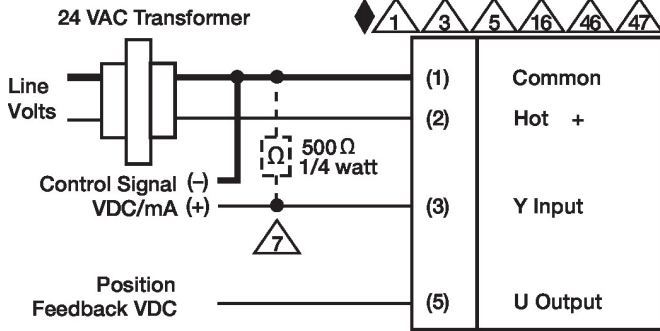 24 VAC Transformer
1 3 5 16 46 47
Line
Volts
(1) Common
(2) Hot +
Ω 500 Ω
1/4 watt
Control Signal (–)
VDC/mA (+)
(3) Y Input
7
Position
Feedback VDC
(5) U Output